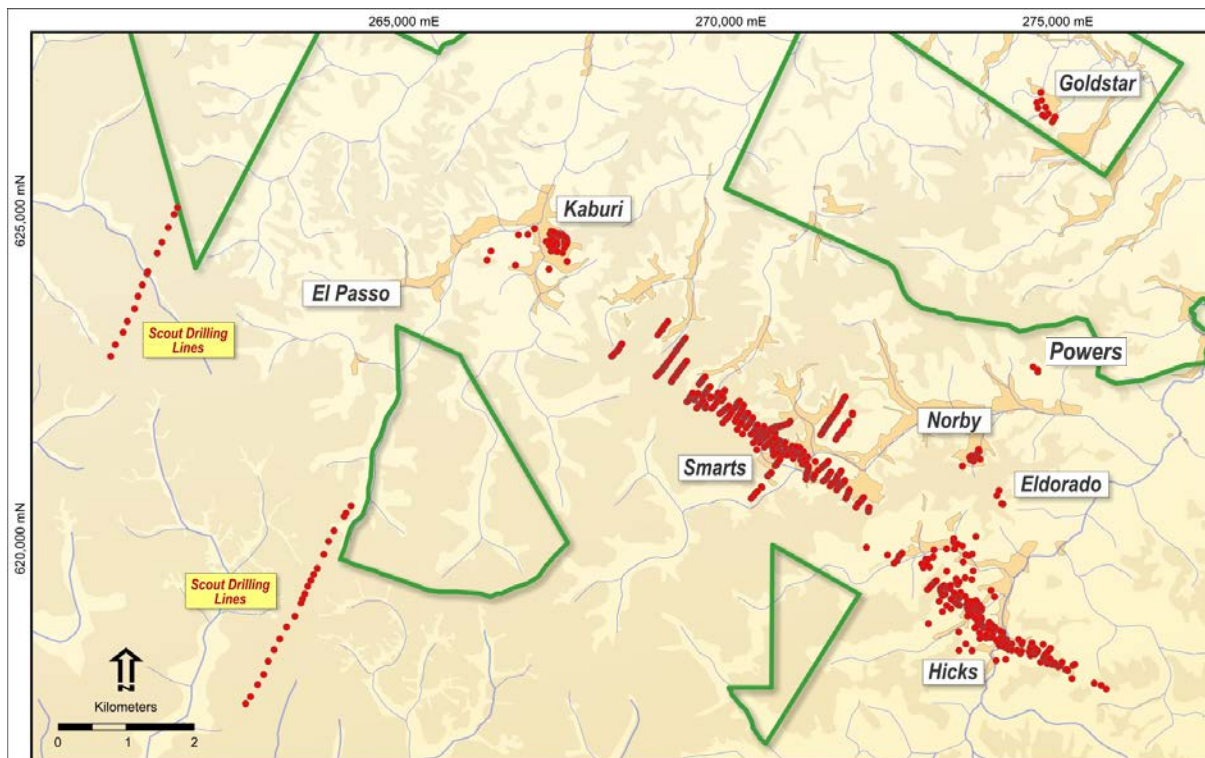 265,000 mE
270,000 mE
275,000 mE
Goldstar
625,000 mN
Kaburi
El Passo
Scout Drilling
Lines
Powers
Norby
Smarts
Eldorado
620,000 mN
Scout Drilling
Lines
Hicks
N
Kilometers
0 1 2